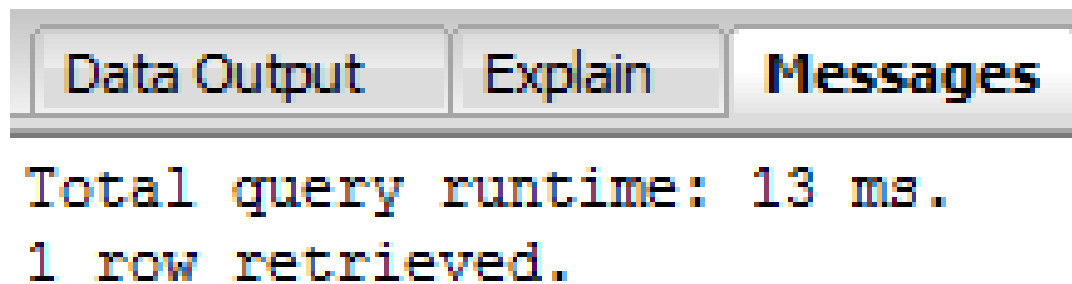 Data Output Explain Messages
Total query runtime: 13 ms.
1 row retrieved.